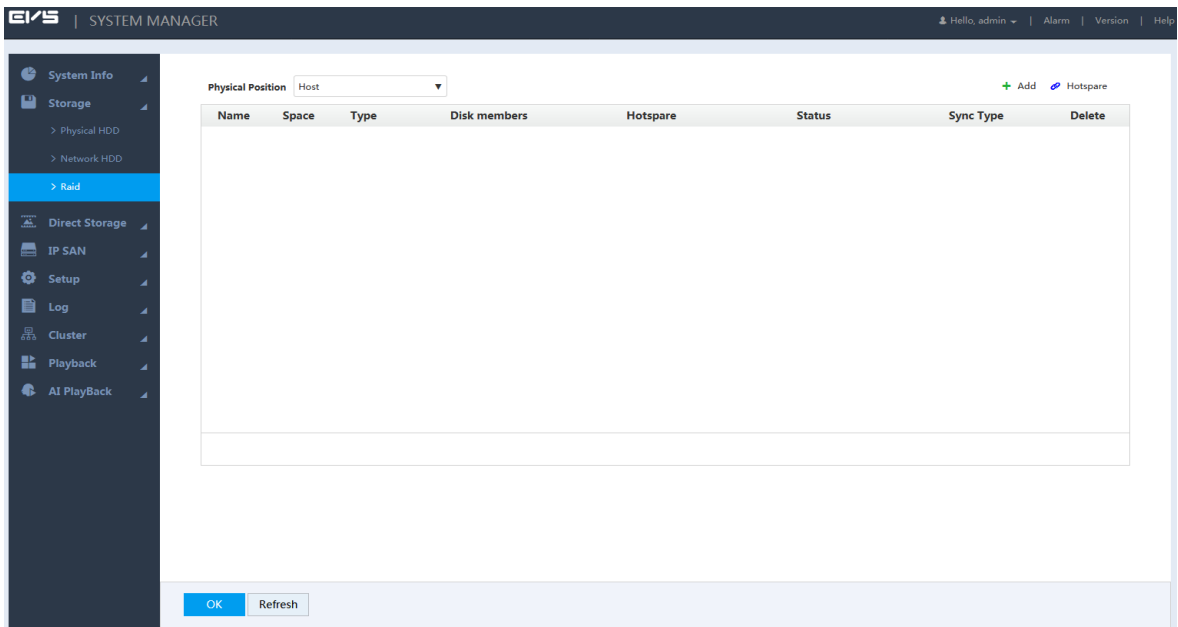 EVS | SYSTEM MANAGER
Hello, admin | Alarm | Version | Help
System Info
Storage
> Physical HDD
> Network HDD
> Raid
Direct Storage
IP SAN
Setup
Log
Cluster
Playback
AI PlayBack
Physical Position Host
+ Add Hotspare
Name Space Type Disk members Hotspare Status Sync Type Delete
OK Refresh